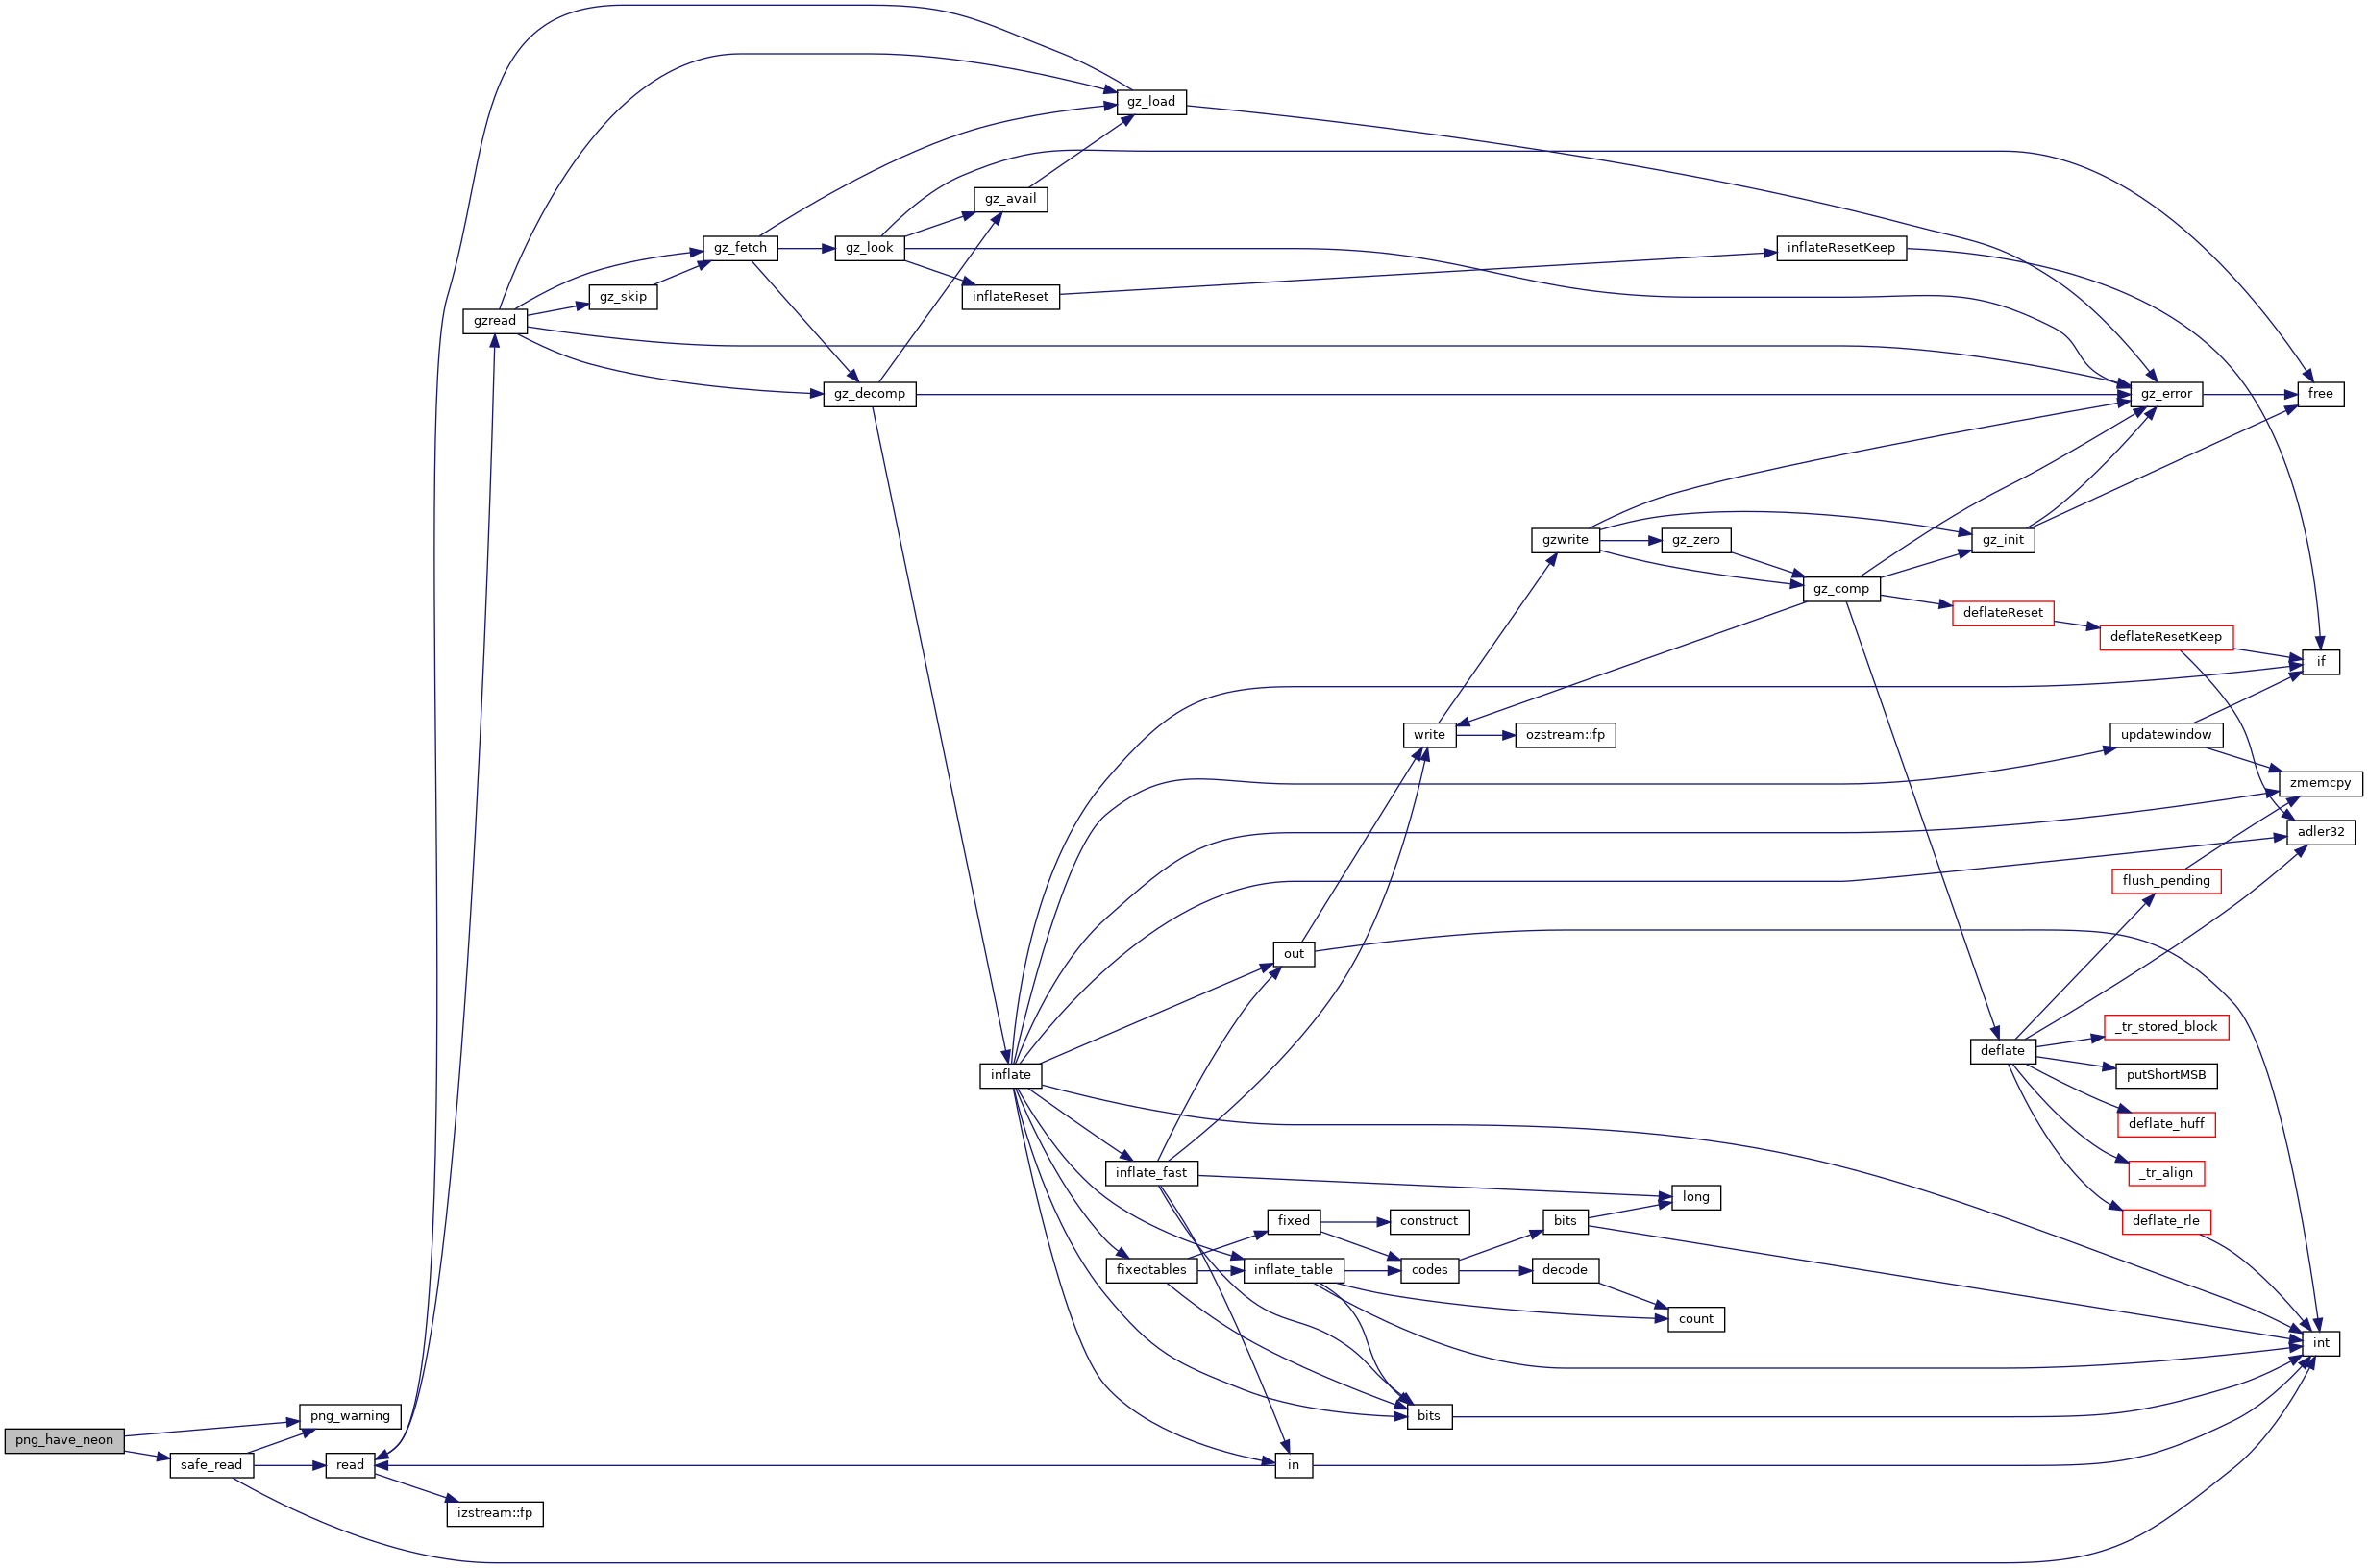 gz_load
gz_avail
gz_fetch
gz_look
inflateResetKeep
gz_skip
inflateReset
gzread
gz_decomp
gz_error
free
gzwrite
gz_zero
gz_init
gz_comp
deflateReset
deflateResetKeep
if
write
ozstream::fp
updatewindow
zmemcpy
adler32
flush_pending
out
_tr_stored_block
deflate
inflate
putShortMSB
deflate_huff
inflate_fast
_tr_align
long
fixed
construct
bits
deflate_rle
fixedtables
inflate_table
codes
decode
count
int
png_warning
bits
png_have_neon
safe_read
read
in
izstream::fp